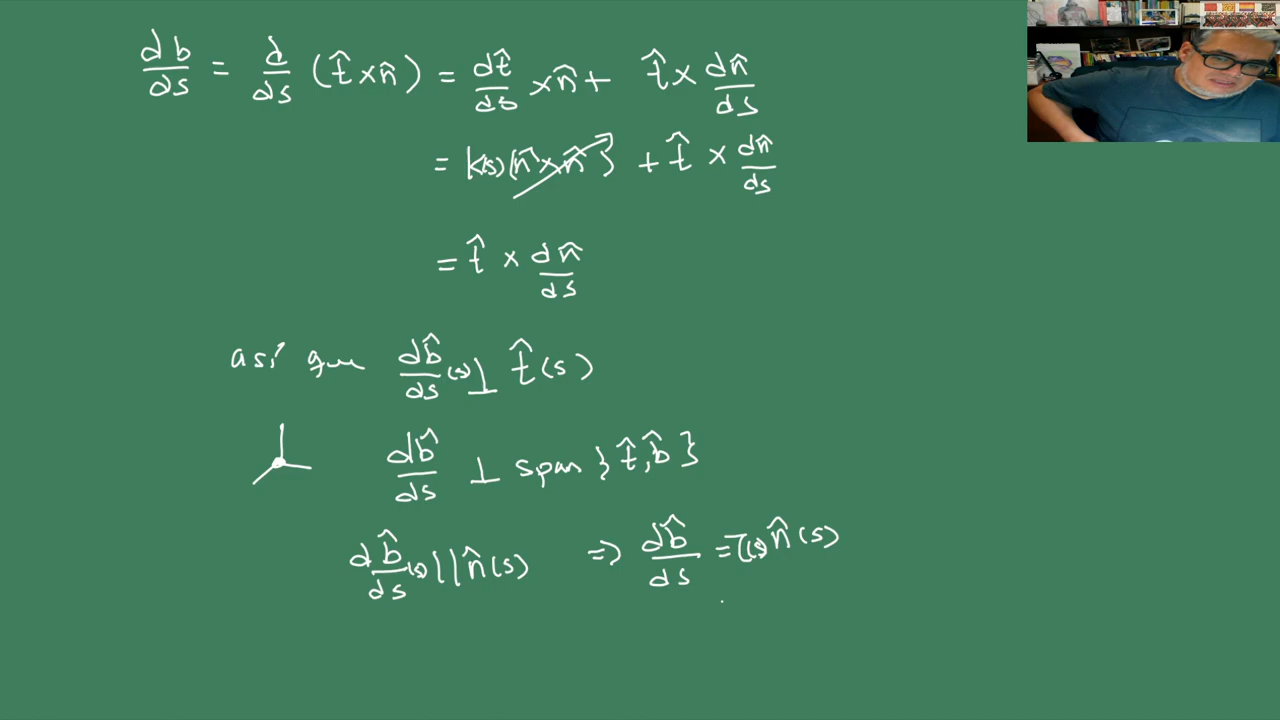 db/ds = d/ds (t̂ × n̂) = dt̂/ds × n̂ + t̂ × dn̂/ds
= k(s) {n̂ × n̂} + t̂ × dn̂/ds
= t̂ × dn̂/ds
así que db̂/ds (s) ⊥ t̂(s)
db̂/ds ⊥ span {t̂, b̂}
db̂/ds (s) || n̂(s) ⇒ db̂/ds = τ(s) n̂(s)